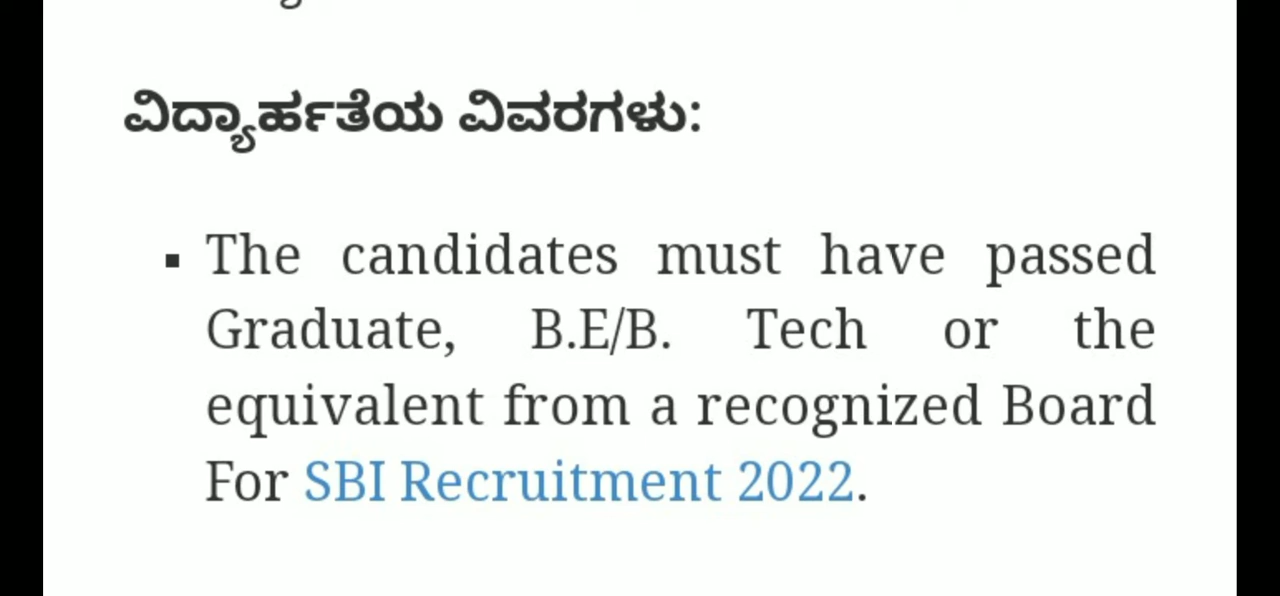 ವಿದ್ಯಾರ್ಹತೆಯ ವಿವರಗಳು:
The candidates must have passed
Graduate, B.E/B. Tech or the
equivalent from a recognized Board
For SBI Recruitment 2022.